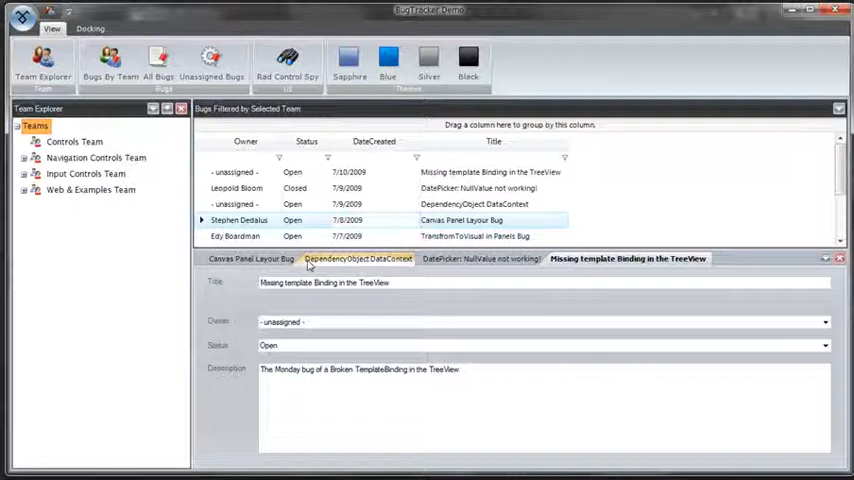 BugTracker Demo
View Docking
Team Explorer Bugs By Team All Bugs Unassigned Bugs Rad Control Spy Sapphire Blue Silver Black
Team Bugs UI Theme
Team Explorer
Teams
Controls Team
Navigation Controls Team
Input Controls Team
Web & Examples Team
Bugs Filtered by Selected Team
Drag a column here to group by this column.
Owner Status DateCreated Title
- unassigned - Open 7/10/2009 Missing template Binding in the TreeView
Leopold Bloom Closed 7/9/2009 DatePicker: NullValue not working!
- unassigned - Open 7/9/2009 DependencyObject DataContext
Stephen Dedalus Open 7/8/2009 Canvas Panel Layour Bug
Edy Boardman Open 7/7/2009 TransfromToVisual in Panels Bug
Canvas Panel Layour Bug DependencyObject DataContext DatePicker: NullValue not working! Missing template Binding in the TreeView
Title Missing template Binding in the TreeView
Owner - unassigned -
Status Open
Description The Monday bug of a Broken TemplateBinding in the TreeView